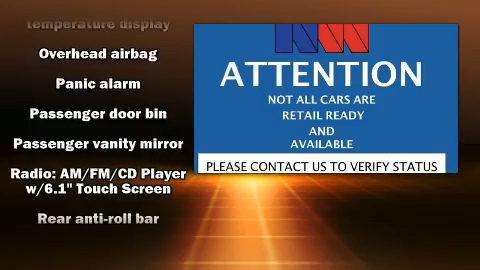 temperature display
Overhead airbag
Panic alarm
Passenger door bin
Passenger vanity mirror
Radio: AM/FM/CD Player
w/6.1" Touch Screen
Rear anti-roll bar
ATTENTION
NOT ALL CARS ARE
RETAIL READY
AND
AVAILABLE
PLEASE CONTACT US TO VERIFY STATUS